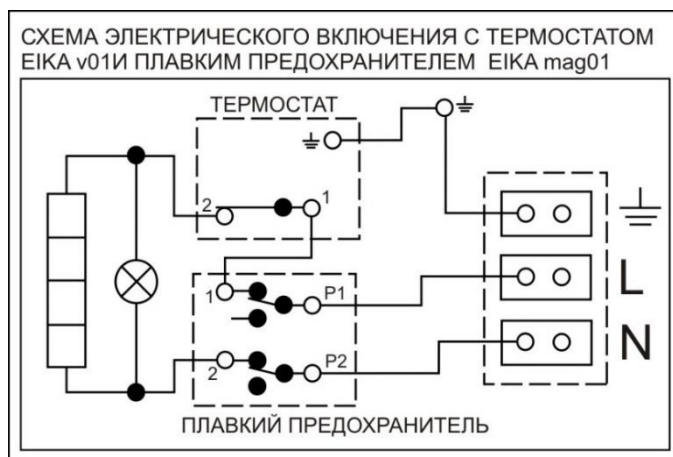 СХЕМА ЭЛЕКТРИЧЕСКОГО ВКЛЮЧЕНИЯ С ТЕРМОСТАТОМ
EIKA v01И ПЛАВКИМ ПРЕДОХРАНИТЕЛЕМ EIKA mag01
ТЕРМОСТАТ
2
1
1
P1
L
2
P2
N
ПЛАВКИЙ ПРЕДОХРАНИТЕЛЬ